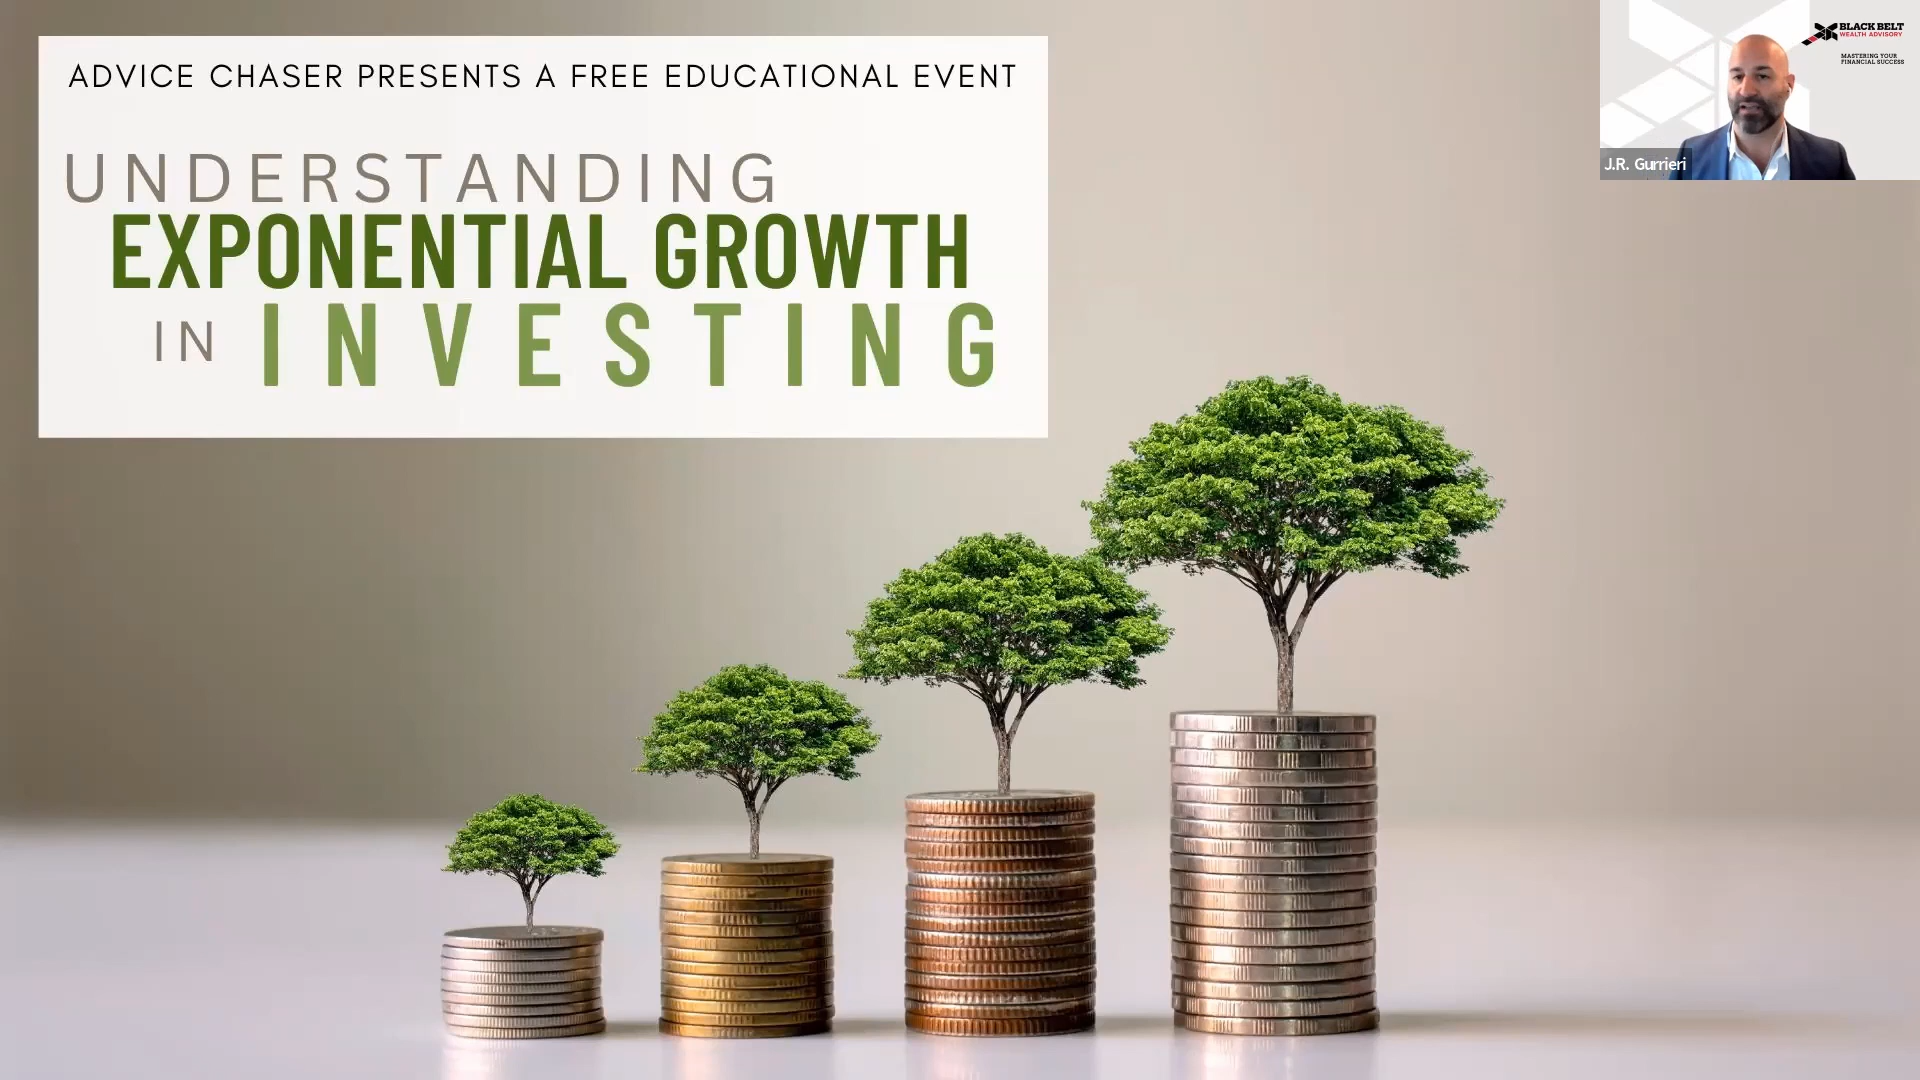 ADVICE CHASER PRESENTS A FREE EDUCATIONAL EVENT
UNDERSTANDING
EXPONENTIAL GROWTH
IN INVESTING
BLACK BELT
WEALTH ADVISORY
MASTERING YOUR
FINANCIAL SUCCESS
J.R. Gurrieri